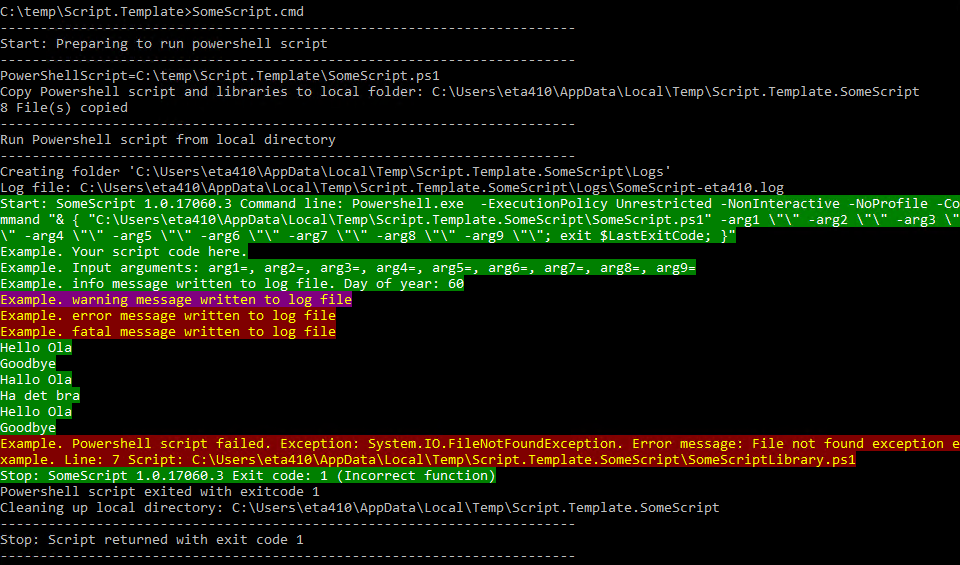 C:\temp\Script.Template>SomeScript.cmd
------------------------------------------------------------------------
Start: Preparing to run powershell script
------------------------------------------------------------------------
PowerShellScript=C:\temp\Script.Template\SomeScript.ps1
Copy Powershell script and libraries to local folder: C:\Users\eta410\AppData\Local\Temp\Script.Template.SomeScript
8 File(s) copied
------------------------------------------------------------------------
Run Powershell script from local directory
------------------------------------------------------------------------
Creating folder 'C:\Users\eta410\AppData\Local\Temp\Script.Template.SomeScript\Logs'
Log file: C:\Users\eta410\AppData\Local\Temp\Script.Template.SomeScript\Logs\SomeScript-eta410.log
Start: SomeScript 1.0.17060.3 Command line: Powershell.exe  -ExecutionPolicy Unrestricted -NonInteractive -NoProfile -Co
mmand "& { "C:\Users\eta410\AppData\Local\Temp\Script.Template.SomeScript\SomeScript.ps1" -arg1 \"\" -arg2 \"\" -arg3 \"
\" -arg4 \"\" -arg5 \"\" -arg6 \"\" -arg7 \"\" -arg8 \"\" -arg9 \"\"; exit $LastExitCode; }"
Example. Your script code here.
Example. Input arguments: arg1=, arg2=, arg3=, arg4=, arg5=, arg6=, arg7=, arg8=, arg9=
Example. info message written to log file. Day of year: 60
Example. warning message written to log file
Example. error message written to log file
Example. fatal message written to log file
Hello Ola
Goodbye
Hallo Ola
Ha det bra
Hello Ola
Goodbye
Example. Powershell script failed. Exception: System.IO.FileNotFoundException. Error message: File not found exception e
xample. Line: 7 Script: C:\Users\eta410\AppData\Local\Temp\Script.Template.SomeScript\SomeScriptLibrary.ps1
Stop: SomeScript 1.0.17060.3 Exit code: 1 (Incorrect function)
Powershell script exited with exitcode 1
Cleaning up local directory: C:\Users\eta410\AppData\Local\Temp\Script.Template.SomeScript
------------------------------------------------------------------------
Stop: Script returned with exit code 1
------------------------------------------------------------------------